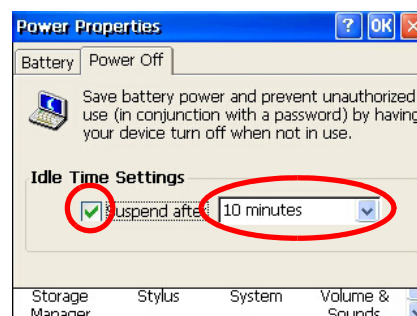 Power Properties ? OK ×
Battery Power Off
Save battery power and prevent unauthorized
use (in conjunction with a password) by having
your device turn off when not in use.
Idle Time Settings
Suspend after 10 minutes
Storage Stylus System Volume &
Manager Sounds